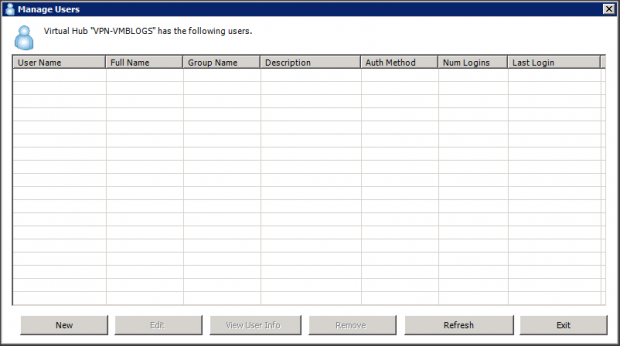 Manage Users
Virtual Hub "VPN-VMBLOGS" has the following users.
User Name Full Name Group Name Description Auth Method Num Logins Last Login
New Edit View User Info Remove Refresh Exit